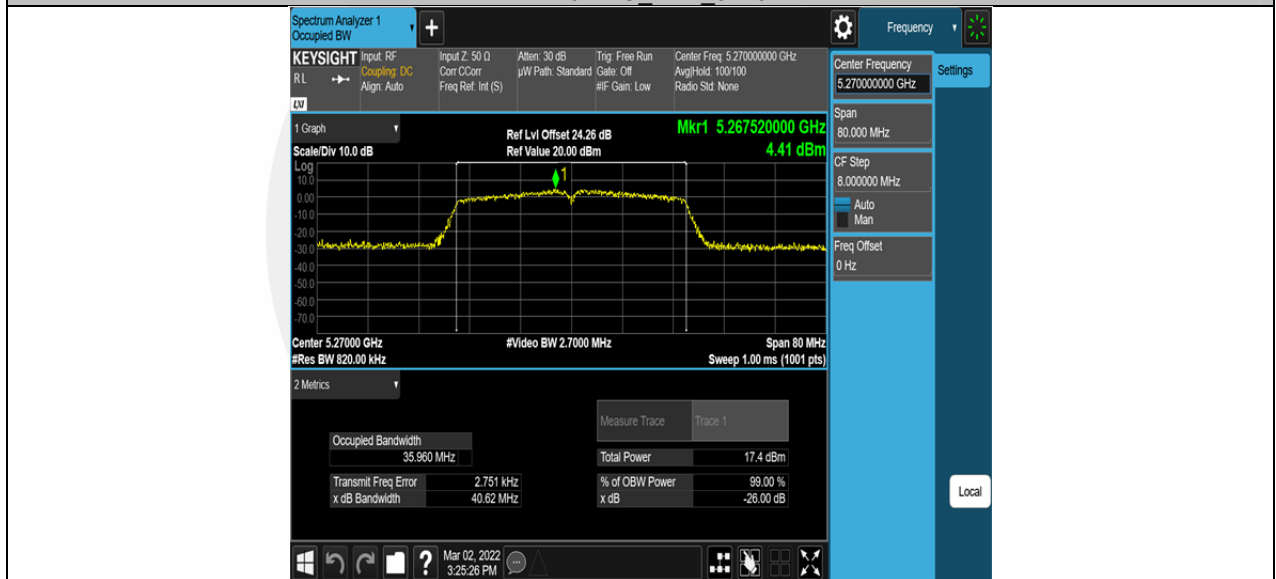 Spectrum Analyzer 1
Occupied BW
+
Frequency
KEYSIGHT
RL
LXI
Input: RF
Coupling: DC
Align: Auto
Input Z: 50 Ω
Corr CCorr
Freq Ref: Int (S)
Atten: 30 dB
µW Path: Standard
Trig: Free Run
Gate: Off
#IF Gain: Low
Center Freq: 5.270000000 GHz
Avg|Hold: 100/100
Radio Std: None
Center Frequency
5.270000000 GHz
Settings
Span
80.000 MHz
CF Step
8.000000 MHz
Auto
Man
Freq Offset
0 Hz
Local
1 Graph
Scale/Div 10.0 dB
Ref Lvl Offset 24.26 dB
Ref Value 20.00 dBm
Mkr1 5.267520000 GHz
4.41 dBm
Log
10.0
0.00
-10.0
-20.0
-30.0
-40.0
-50.0
-60.0
-70.0
1
Center 5.27000 GHz
#Res BW 820.00 kHz
#Video BW 2.7000 MHz
Span 80 MHz
Sweep 1.00 ms (1001 pts)
2 Metrics
Measure Trace
Trace 1
Occupied Bandwidth
35.960 MHz
Total Power
17.4 dBm
Transmit Freq Error
2.751 kHz
% of OBW Power
99.00 %
x dB Bandwidth
40.62 MHz
x dB
-26.00 dB
?
Mar 02, 2022
3:25:26 PM